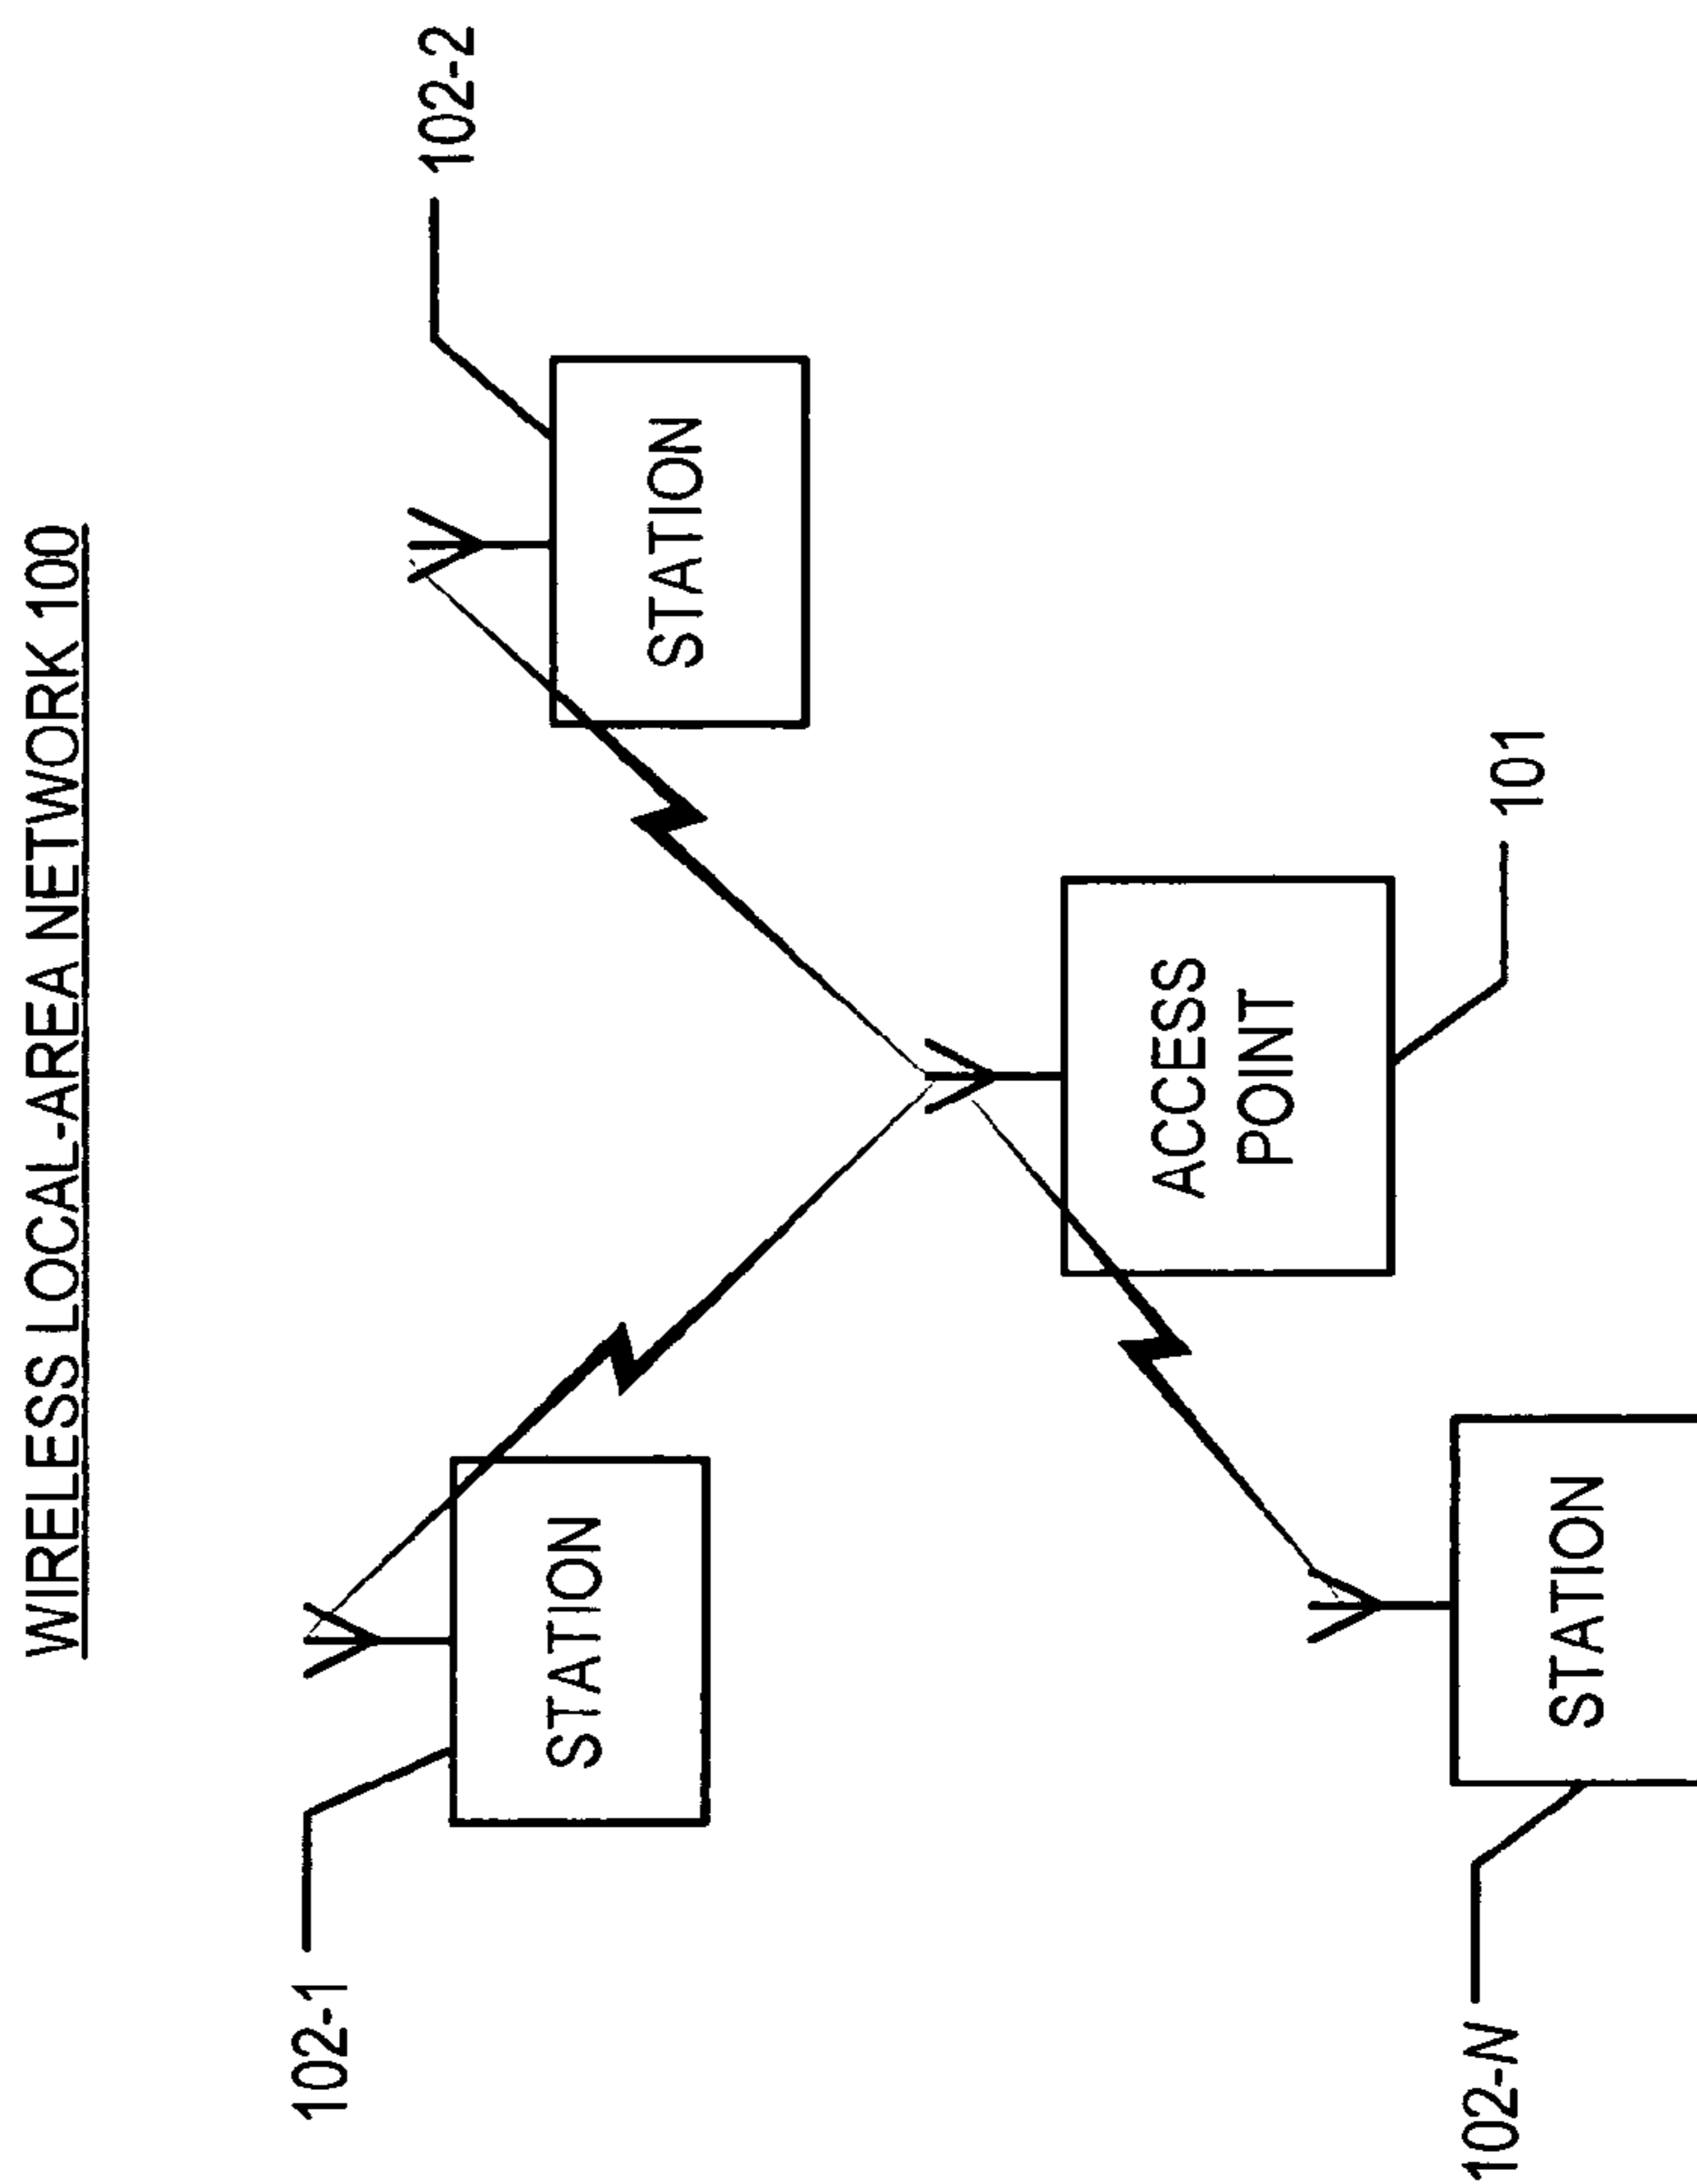 WIRELESS LOCAL-AREA NETWORK 100
102-1
102-2
STATION
STATION
ACCESS
POINT
101
102-N
STATION